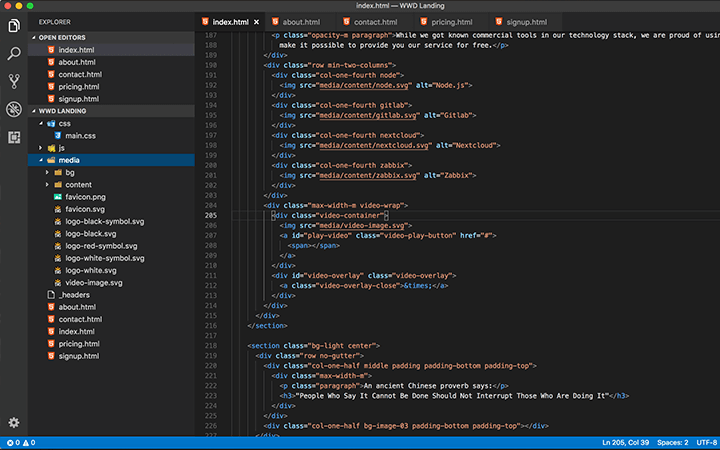 index.html — WWD Landing
EXPLORER
OPEN EDITORS
index.html
about.html
contact.html
pricing.html
signup.html
WWD LANDING
css
main.css
js
media
bg
content
favicon.png
favicon.svg
logo-black-symbol.svg
logo-black.svg
logo-red-symbol.svg
logo-white.svg
logo-white.svg
video-image.svg
_headers
about.html
contact.html
index.html
pricing.html
signup.html
index.html × about.html contact.html pricing.html signup.html
187 <p class="opacity-m paragraph">While we got known commercial tools in our technology stack, we are proud of usin
188 make it possible to provide you our service for free.</p>
189 </div>
190 <div class="row min-two-columns">
191 <div class="col-one-fourth node">
192 <img src="media/content/node.svg" alt="Node.js">
193 </div>
194 <div class="col-one-fourth gitlab">
195 <img src="media/content/gitlab.svg" alt="Gitlab">
196 </div>
197 <div class="col-one-fourth nextcloud">
198 <img src="media/content/nextcloud.svg" alt="Nextcloud">
199 </div>
200 <div class="col-one-fourth zabbix">
201 <img src="media/content/zabbix.svg" alt="Zabbix">
202 </div>
203 </div>
204 <div class="max-width-m video-wrap">
205 <div class="video-container">
206 <img src="media/video-image.svg">
207 <a id="play-video" class="video-play-button" href="#">
208 <span></span>
209 </a>
210 </div>
211 <div id="video-overlay" class="video-overlay">
212 <a class="video-overlay-close">&times;</a>
213 </div>
214 </div>
215 </div>
216 </section>
217
218 <section class="bg-light center">
219 <div class="row no-gutter">
220 <div class="col-one-half middle padding padding-bottom padding-top">
221 <div class="max-width-m">
222 <p class="paragraph">An ancient Chinese proverb says:</p>
223 <h3>"People Who Say It Cannot Be Done Should Not Interrupt Those Who Are Doing It"</h3>
224 </div>
225 </div>
226 <div class="col-one-half bg-image-03 padding-bottom padding-top"></div>
227 </div>
0 0 Ln 205, Col 39 Spaces: 2 UTF-8